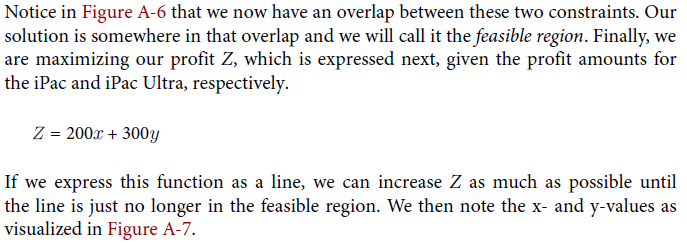 Notice in Figure A-6 that we now have an overlap between these two constraints. Our
solution is somewhere in that overlap and we will call it the feasible region. Finally, we
are maximizing our profit Z, which is expressed next, given the profit amounts for
the iPac and iPac Ultra, respectively.
Z = 200x + 300y
If we express this function as a line, we can increase Z as much as possible until
the line is just no longer in the feasible region. We then note the x- and y-values as
visualized in Figure A-7.